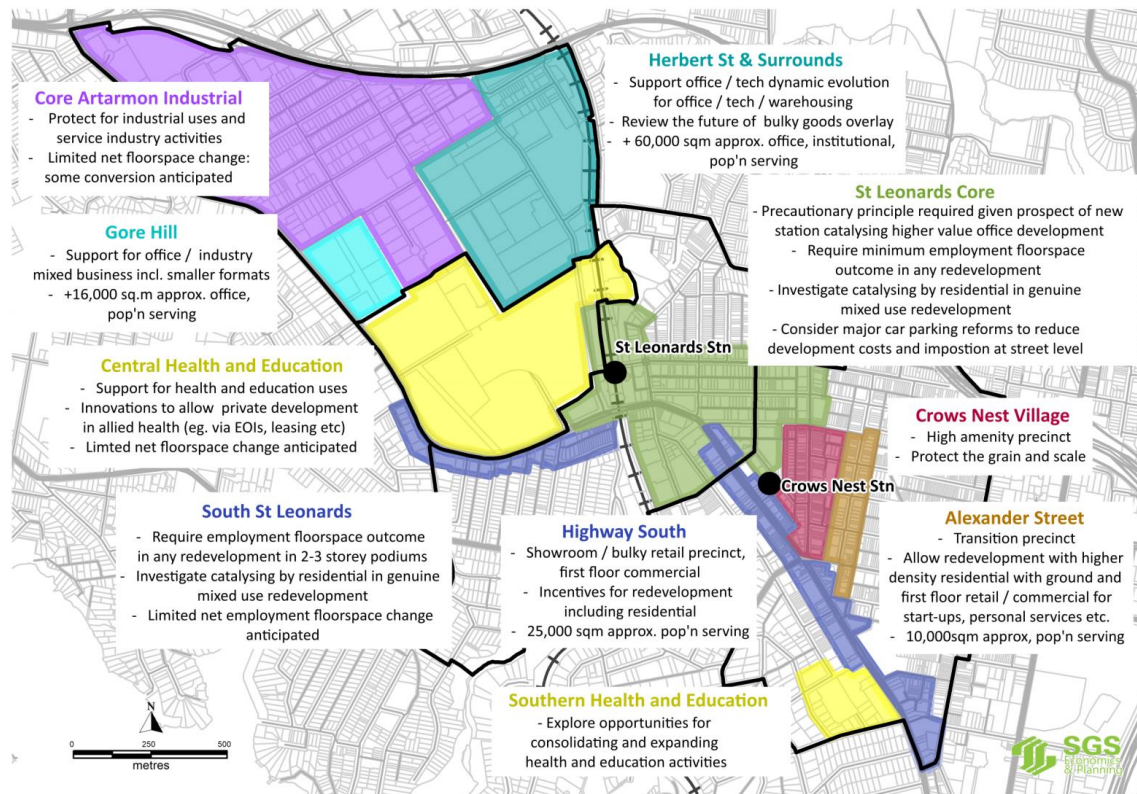 Core Artarmon Industrial
- Protect for industrial uses and
service industry activities
- Limited net floorspace change:
some conversion anticipated
Herbert St & Surrounds
- Support office / tech dynamic evolution
for office / tech / warehousing
- Review the future of bulky goods overlay
- + 60,000 sqm approx. office, institutional,
pop'n serving
Gore Hill
- Support for office / industry
mixed business incl. smaller formats
- +16,000 sq.m approx. office,
pop'n serving
St Leonards Core
- Precautionary principle required given prospect of new
station catalysing higher value office development
- Require minimum employment floorspace
outcome in any redevelopment
- Investigate catalysing by residential in genuine
mixed use redevelopment
- Consider major car parking reforms to reduce
development costs and impostion at street level
St Leonards Stn
Central Health and Education
- Support for health and education uses
- Innovations to allow private development
in allied health (eg. via EOIs, leasing etc)
- Limted net floorspace change anticipated
Crows Nest Village
- High amenity precinct
- Protect the grain and scale
Crows Nest Stn
South St Leonards
- Require employment floorspace outcome
in any redevelopment in 2-3 storey podiums
- Investigate catalysing by residential in genuine
mixed use redevelopment
- Limited net employment floorspace change
anticipated
Highway South
- Showroom / bulky retail precinct,
first floor commercial
- Incentives for redevelopment
including residential
- 25,000 sqm approx. pop'n serving
Alexander Street
- Transition precinct
- Allow redevelopment with higher
density residential with ground and
first floor retail / commercial for
start-ups, personal services etc.
- 10,000sqm approx, pop'n serving
Southern Health and Education
- Explore opportunities for
consolidating and expanding
health and education activities
N
0 250 500
metres
SGS
Economics
& Planning